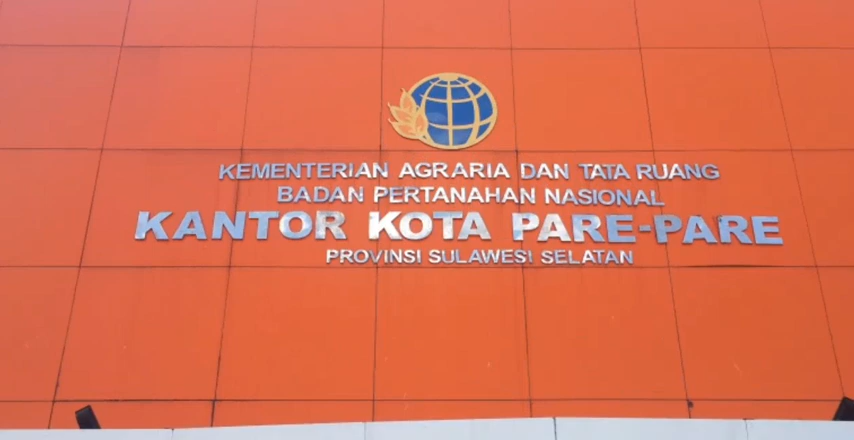 KEMENTERIAN AGRARIA DAN TATA RUANG
BADAN PERTANAHAN NASIONAL
KANTOR KOTA PARE-PARE
PROVINSI SULAWESI SELATAN